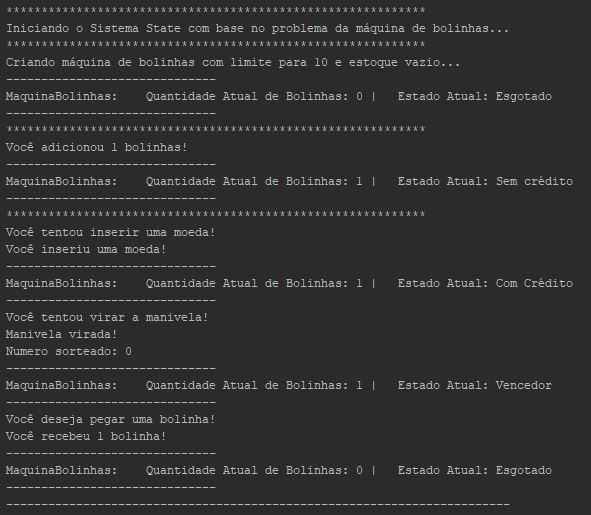 ************************************************************
Iniciando o Sistema State com base no problema da máquina de bolinhas...
************************************************************
Criando máquina de bolinhas com limite para 10 e estoque vazio...
------------------------------
MaquinaBolinhas:    Quantidade Atual de Bolinhas: 0 |   Estado Atual: Esgotado
------------------------------
************************************************************
Você adicionou 1 bolinhas!
------------------------------
MaquinaBolinhas:    Quantidade Atual de Bolinhas: 1 |   Estado Atual: Sem crédito
------------------------------
************************************************************
Você tentou inserir uma moeda!
Você inseriu uma moeda!
------------------------------
MaquinaBolinhas:    Quantidade Atual de Bolinhas: 1 |   Estado Atual: Com Crédito
------------------------------
Você tentou virar a manivela!
Manivela virada!
Numero sorteado: 0
------------------------------
MaquinaBolinhas:    Quantidade Atual de Bolinhas: 1 |   Estado Atual: Vencedor
------------------------------
Você deseja pegar uma bolinha!
Você recebeu 1 bolinha!
------------------------------
MaquinaBolinhas:    Quantidade Atual de Bolinhas: 0 |   Estado Atual: Esgotado
------------------------------
------------------------------------------------------------------------